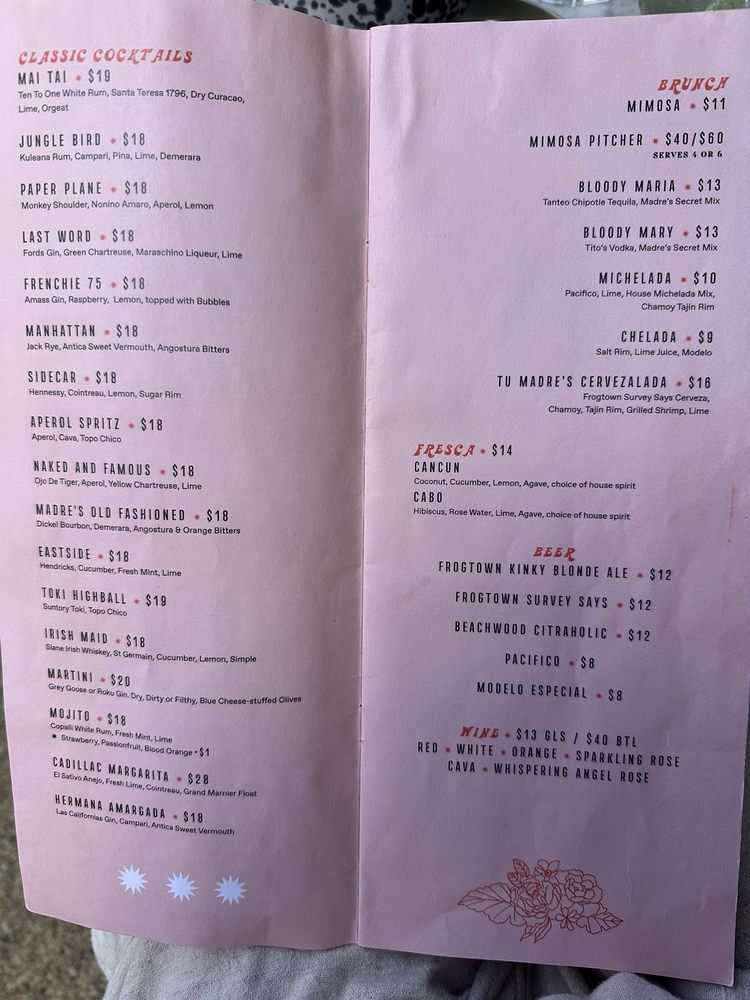 CLASSIC COCKTAILS
MAI TAI * $19
Ten To One White Rum, Santa Teresa 1796, Dry Curacao,
Lime, Orgeat
JUNGLE BIRD * $18
Kuleana Rum, Campari, Pina, Lime, Demerara
PAPER PLANE * $18
Monkey Shoulder, Nonino Amaro, Aperol, Lemon
LAST WORD * $18
Fords Gin, Green Chartreuse, Maraschino Liqueur, Lime
FRENCHIE 75 * $18
Amass Gin, Raspberry, Lemon, topped with Bubbles
MANHATTAN * $18
Jack Rye, Antica Sweet Vermouth, Angostura Bitters
SIDECAR * $18
Hennessy, Cointreau, Lemon, Sugar Rim
APEROL SPRITZ * $18
Aperol, Cava, Topo Chico
NAKED AND FAMOUS * $18
Ojo De Tiger, Aperol, Yellow Chartreuse, Lime
MADRE'S OLD FASHIONED * $18
Dickel Bourbon, Demerara, Angostura & Orange Bitters
EASTSIDE * $18
Hendricks, Cucumber, Fresh Mint, Lime
TOKI HIGHBALL * $19
Suntory Toki, Topo Chico
IRISH MAID * $18
Slane Irish Whiskey, St Germain, Cucumber, Lemon, Simple
MARTINI * $20
Grey Goose or Roku Gin. Dry, Dirty or Filthy, Blue Cheese-stuffed Olives
MOJITO * $18
Copalli White Rum, Fresh Mint, Lime
* Strawberry, Passionfruit, Blood Orange * $1
CADILLAC MARGARITA * $28
El Sativo Anejo, Fresh Lime, Cointreau, Grand Marnier Float
HERMANA AMARGADA * $18
Las Californias Gin, Campari, Antica Sweet Vermouth
BRUNCH
MIMOSA * $11
MIMOSA PITCHER * $40/$60
SERVES 4 OR 6
BLOODY MARIA * $13
Tanteo Chipotle Tequila, Madre's Secret Mix
BLOODY MARY * $13
Tito's Vodka, Madre's Secret Mix
MICHELADA * $10
Pacifico, Lime, House Michelada Mix,
Chamoy Tajin Rim
CHELADA * $9
Salt Rim, Lime Juice, Modelo
TU MADRE'S CERVEZALADA * $16
Frogtown Survey Says Cerveza,
Chamoy, Tajin Rim, Grilled Shrimp, Lime
FRESCA * $14
CANCUN
Coconut, Cucumber, Lemon, Agave, choice of house spirit
CABO
Hibiscus, Rose Water, Lime, Agave, choice of house spirit
BEER
FROGTOWN KINKY BLONDE ALE * $12
FROGTOWN SURVEY SAYS * $12
BEACHWOOD CITRAHOLIC * $12
PACIFICO * $8
MODELO ESPECIAL * $8
WINE * $13 GLS / $40 BTL
RED * WHITE * ORANGE * SPARKLING ROSE
CAVA * WHISPERING ANGEL ROSE